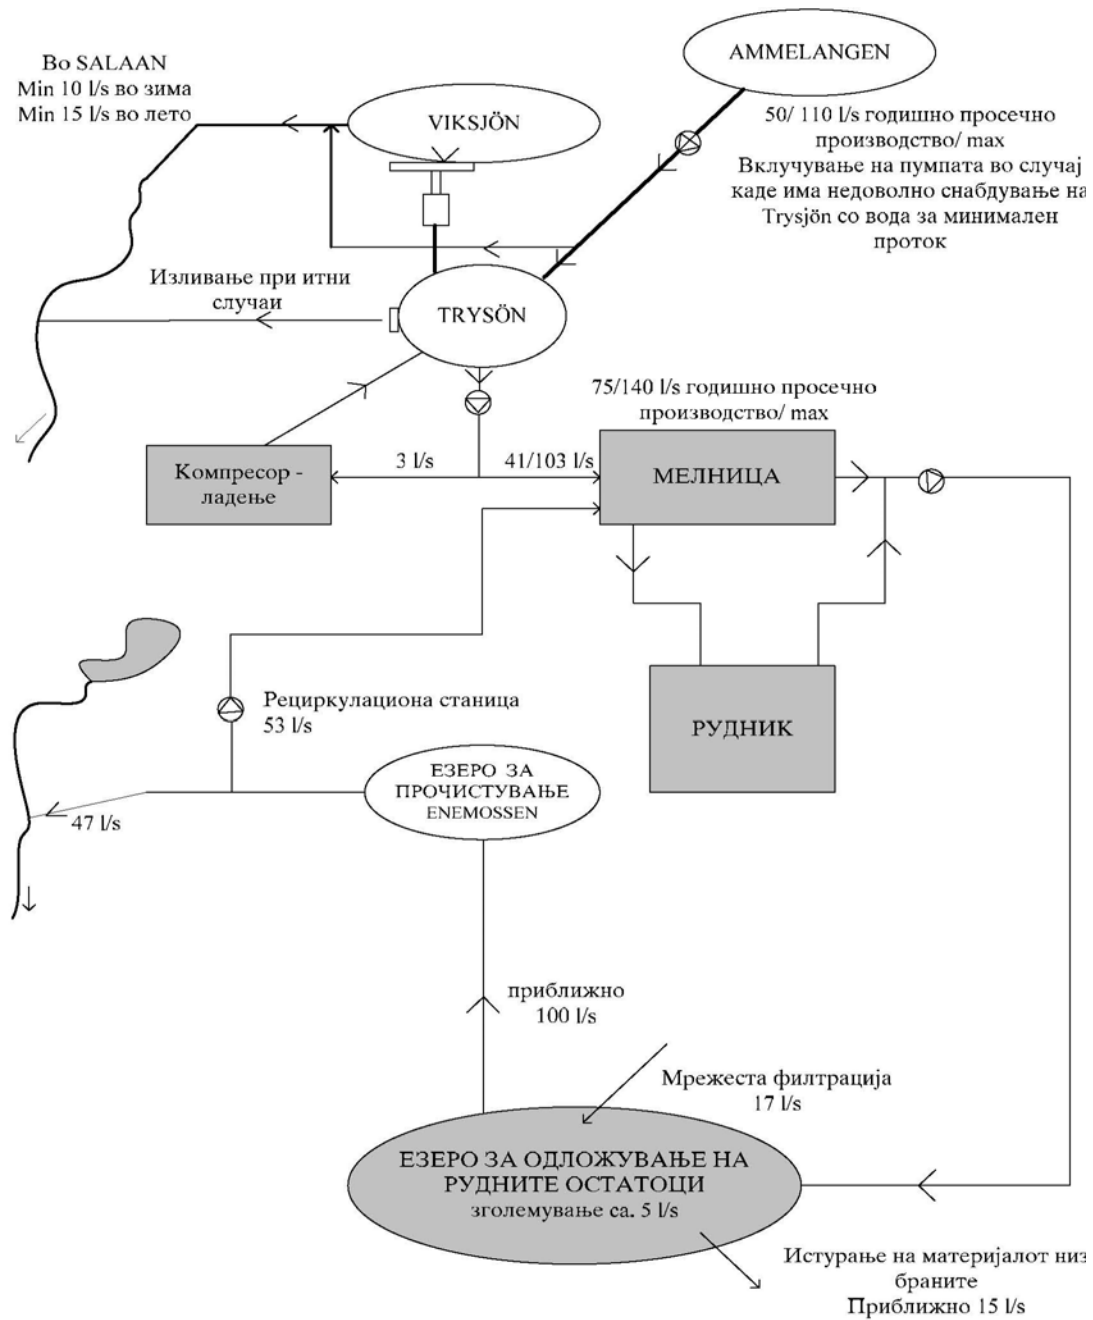 AMMELANGEN
Во SALAAN
Min 10 l/s во зима
Min 15 l/s во лето
VIKSJÖN
50/ 110 l/s годишно просечно
производство/ max
Вклучување на пумпата во случај
каде има недоволно снабдување на
Trysjön со вода за минимален
проток
Изливање при итни
случаи
TRYSÖN
75/140 l/s годишно просечно
производство/ max
Компресор -
ладење
3 l/s
41/103 l/s
МЕЛНИЦА
Рециркулациона станица
53 l/s
РУДНИК
ЕЗЕРО ЗА
ПРОЧИСТУВАЊЕ
ENEMOSSEN
47 l/s
приближно
100 l/s
Мрежеста филтрација
17 l/s
ЕЗЕРО ЗА ОДЛОЖУВАЊЕ НА
РУДНИТЕ ОСТАТОЦИ
зголемување ca. 5 l/s
Истурање на материјалот низ
браните
Приближно 15 l/s